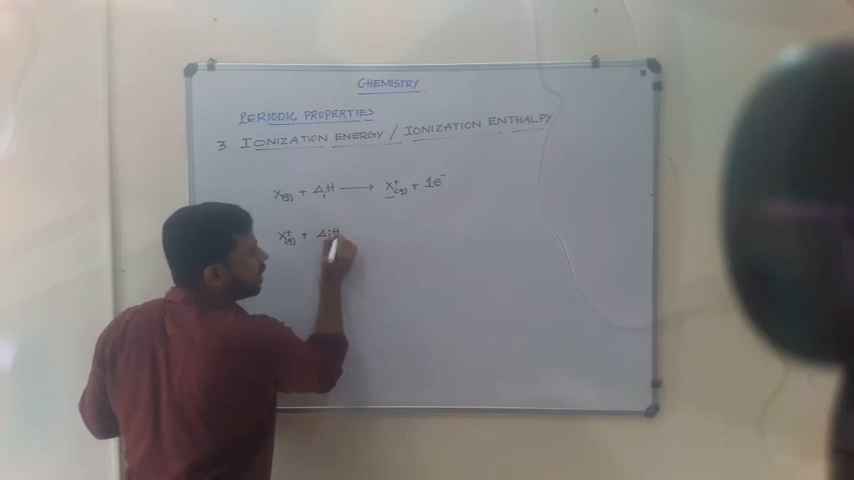 CHEMISTRY
PERIODIC PROPERTIES
3. IONIZATION ENERGY / IONIZATION ENTHALPY
X(g) + ΔiH ⟶ X⁺(g) + 1e⁻
X⁺(g) + ΔiH